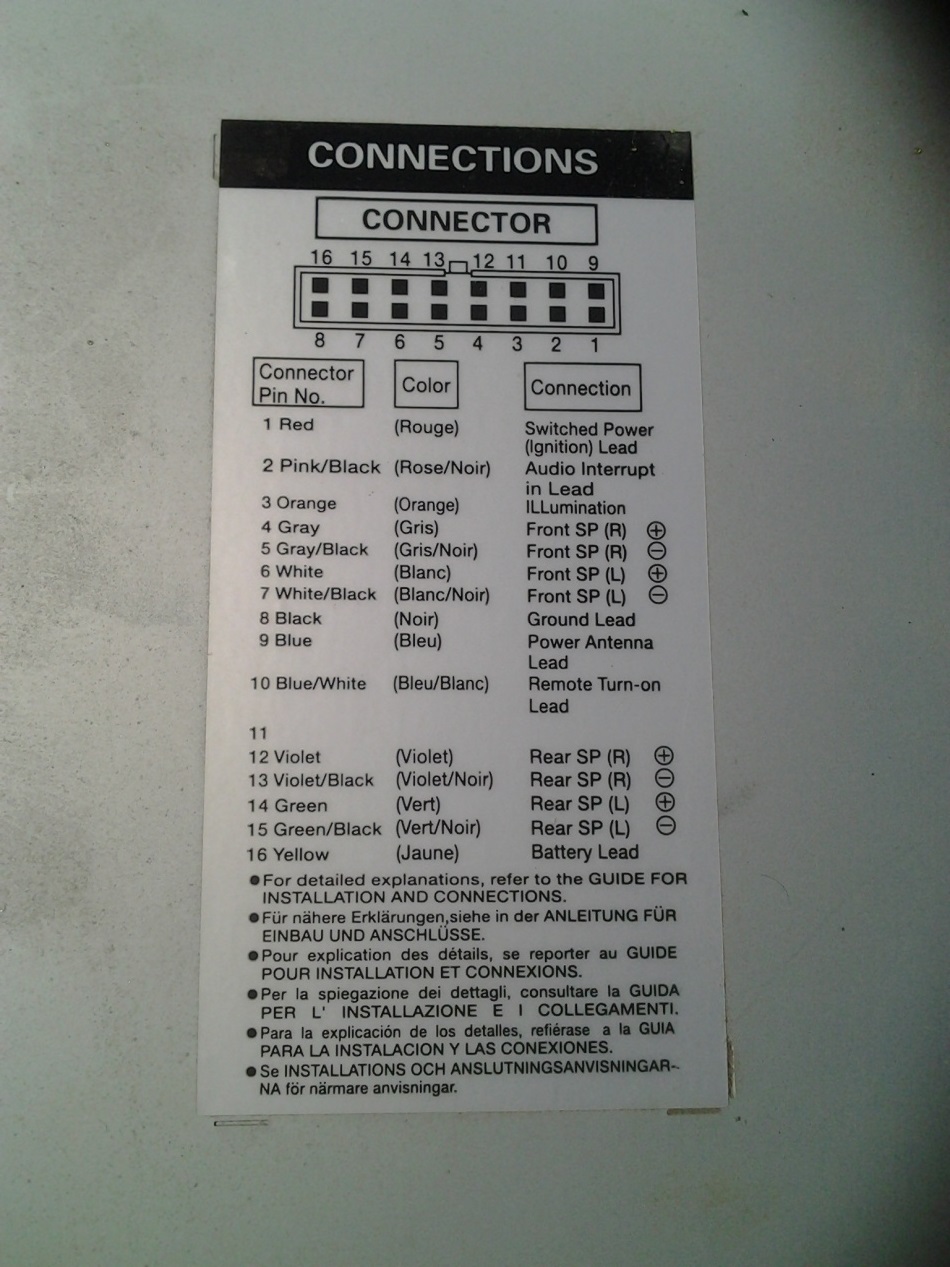 CONNECTIONS
CONNECTOR
16 15 14 13 12 11 10 9
8 7 6 5 4 3 2 1
Connector Pin No. Color Connection
1 Red (Rouge) Switched Power
(Ignition) Lead
2 Pink/Black (Rose/Noir) Audio Interrupt
in Lead
3 Orange (Orange) ILLumination
4 Gray (Gris) Front SP (R) ⊕
5 Gray/Black (Gris/Noir) Front SP (R) ⊖
6 White (Blanc) Front SP (L) ⊕
7 White/Black (Blanc/Noir) Front SP (L) ⊖
8 Black (Noir) Ground Lead
9 Blue (Bleu) Power Antenna
Lead
10 Blue/White (Bleu/Blanc) Remote Turn-on
Lead
11
12 Violet (Violet) Rear SP (R) ⊕
13 Violet/Black (Violet/Noir) Rear SP (R) ⊖
14 Green (Vert) Rear SP (L) ⊕
15 Green/Black (Vert/Noir) Rear SP (L) ⊖
16 Yellow (Jaune) Battery Lead
●For detailed explanations, refer to the GUIDE FOR
INSTALLATION AND CONNECTIONS.
●Für nähere Erklärungen,siehe in der ANLEITUNG FÜR
EINBAU UND ANSCHLÜSSE.
●Pour explication des détails, se reporter au GUIDE
POUR INSTALLATION ET CONNEXIONS.
●Per la spiegazione dei dettagli, consultare la GUIDA
PER L' INSTALLAZIONE E I COLLEGAMENTI.
●Para la explicación de los detalles, refiérase a la GUIA
PARA LA INSTALACION Y LAS CONEXIONES.
●Se INSTALLATIONS OCH ANSLUTNINGSANVISNINGAR-
NA för närmare anvisningar.